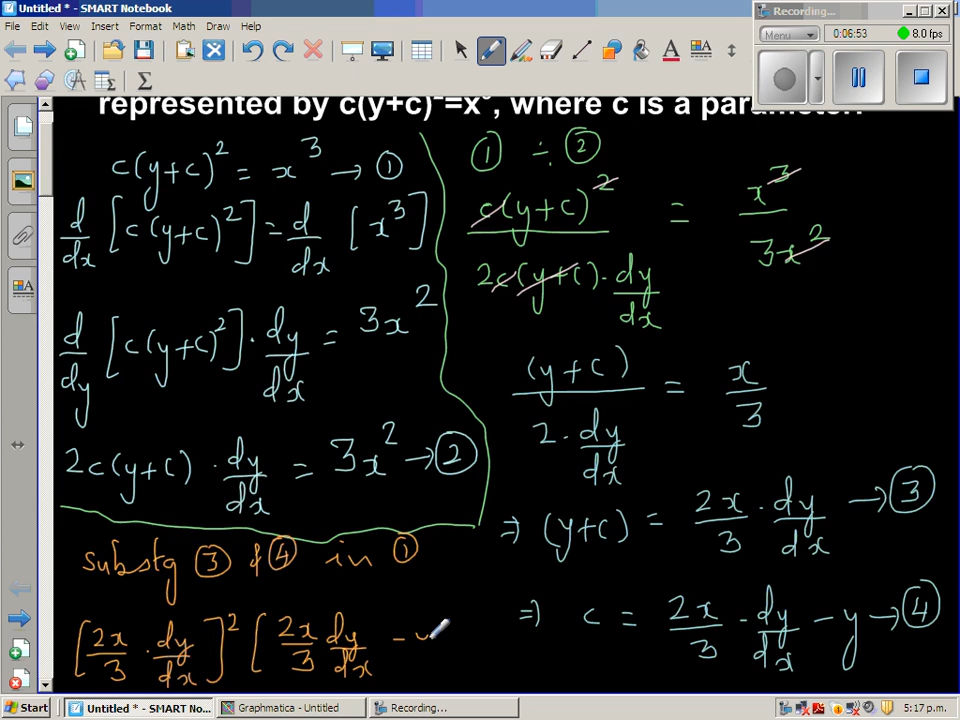 Untitled * - SMART Notebook
File Edit View Insert Format Math Draw Window Help
Recording...
Menu 0:06:53 8.0 fps
represented by c(y+c)²=x³, where c is a parameter.
c(y+c)² = x³ → ①
d/dx [c(y+c)²] = d/dx [x³]
d/dy [c(y+c)²] · dy/dx = 3x²
2c(y+c) · dy/dx = 3x² → ②
① ÷ ②
c(y+c)² / 2c(y+c) · dy/dx = x³ / 3x²
(y+c) / 2 · dy/dx = x/3
⇒ (y+c) = 2x/3 · dy/dx → ③
⇒ c = 2x/3 · dy/dx − y → ④
Substg ③ & ④ in ①
[2x/3 · dy/dx]² [2x/3 dy/dx −
Start Untitled * - SMART No... Graphmatica - Untitled Recording... 5:17 p.m.